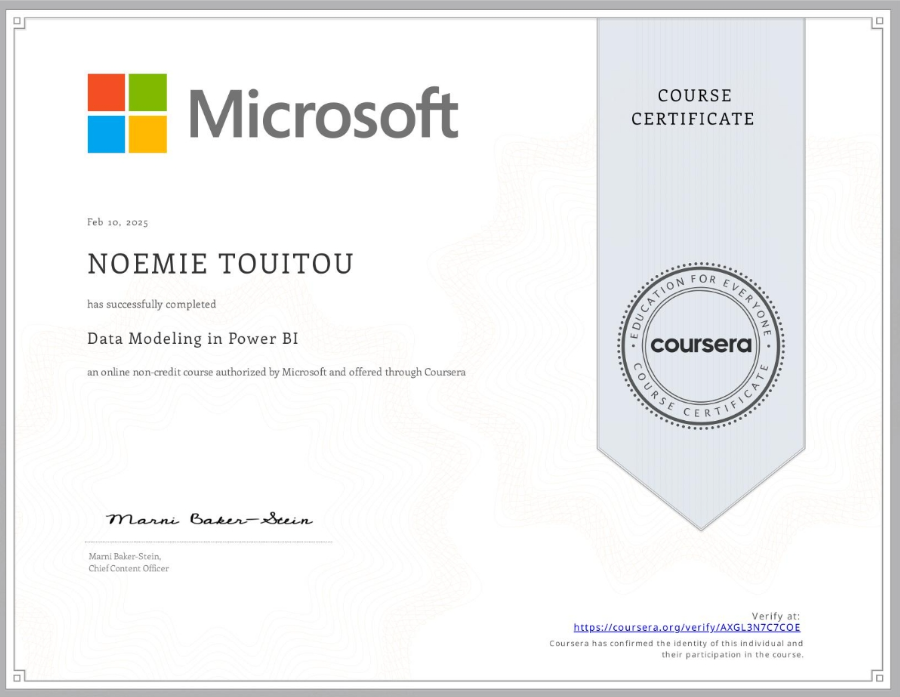 Microsoft
COURSE
CERTIFICATE
Feb 10, 2025
NOEMIE TOUITOU
has successfully completed
Data Modeling in Power BI
an online non-credit course authorized by Microsoft and offered through Coursera
EDUCATION FOR EVERYONE
coursera
COURSE CERTIFICATE
Marni Baker-Stein
Marni Baker-Stein,
Chief Content Officer
Verify at:
https://coursera.org/verify/AXGL3N7C7COE
Coursera has confirmed the identity of this individual and
their participation in the course.